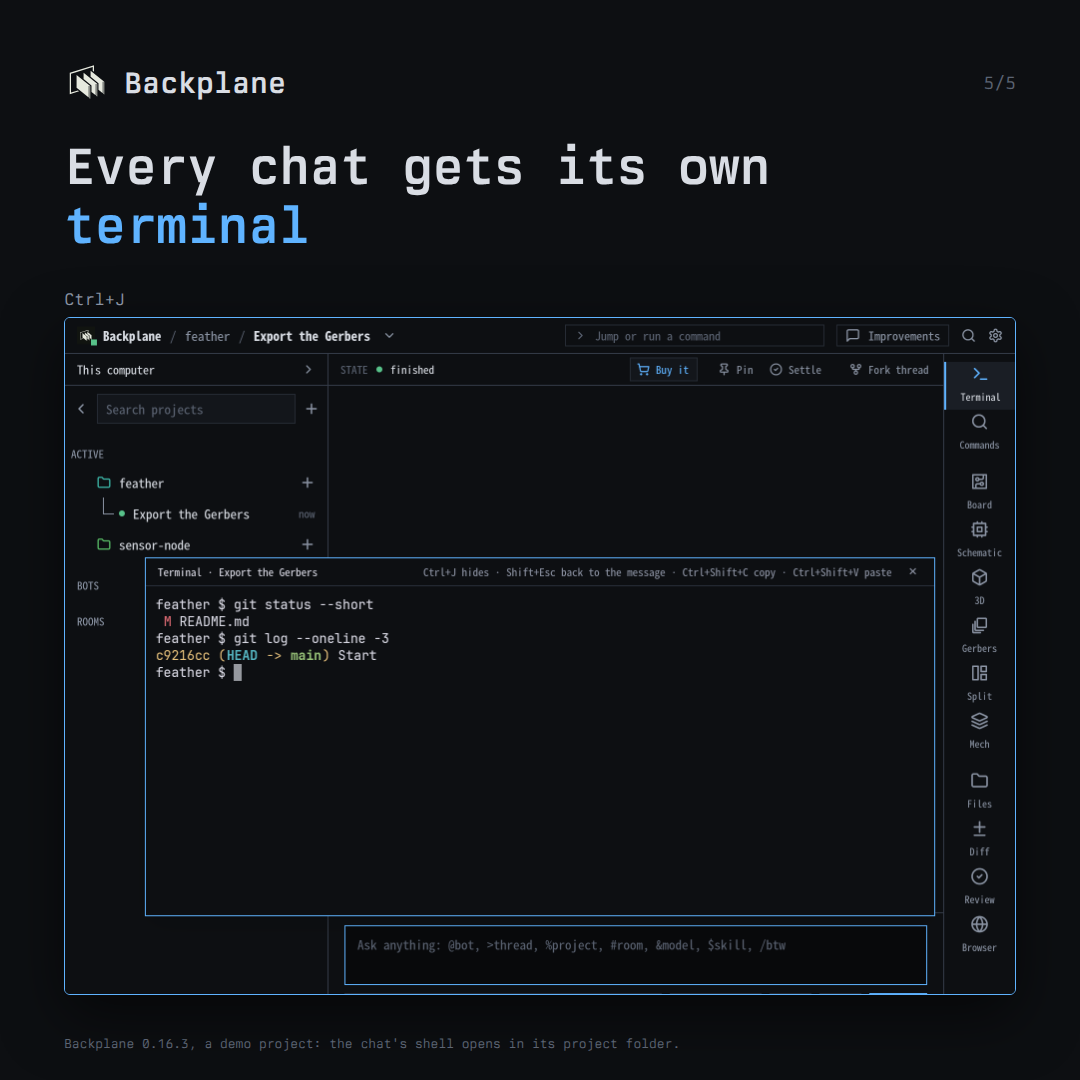 Backplane
5/5
Every chat gets its own
terminal
Ctrl+J
Backplane / feather / Export the Gerbers
Jump or run a command
Improvements
This computer
STATE finished
Buy it
Pin
Settle
Fork thread
Search projects
ACTIVE
feather
Export the Gerbers now
sensor-node
BOTS
ROOMS
Terminal · Export the Gerbers
Ctrl+J hides · Shift+Esc back to the message · Ctrl+Shift+C copy · Ctrl+Shift+V paste
feather $ git status --short
M README.md
feather $ git log --oneline -3
c9216cc (HEAD -> main) Start
feather $
Ask anything: @bot, >thread, %project, #room, &model, $skill, /btw
Terminal
Commands
Board
Schematic
3D
Gerbers
Split
Mech
Files
Diff
Review
Browser
Backplane 0.16.3, a demo project: the chat's shell opens in its project folder.